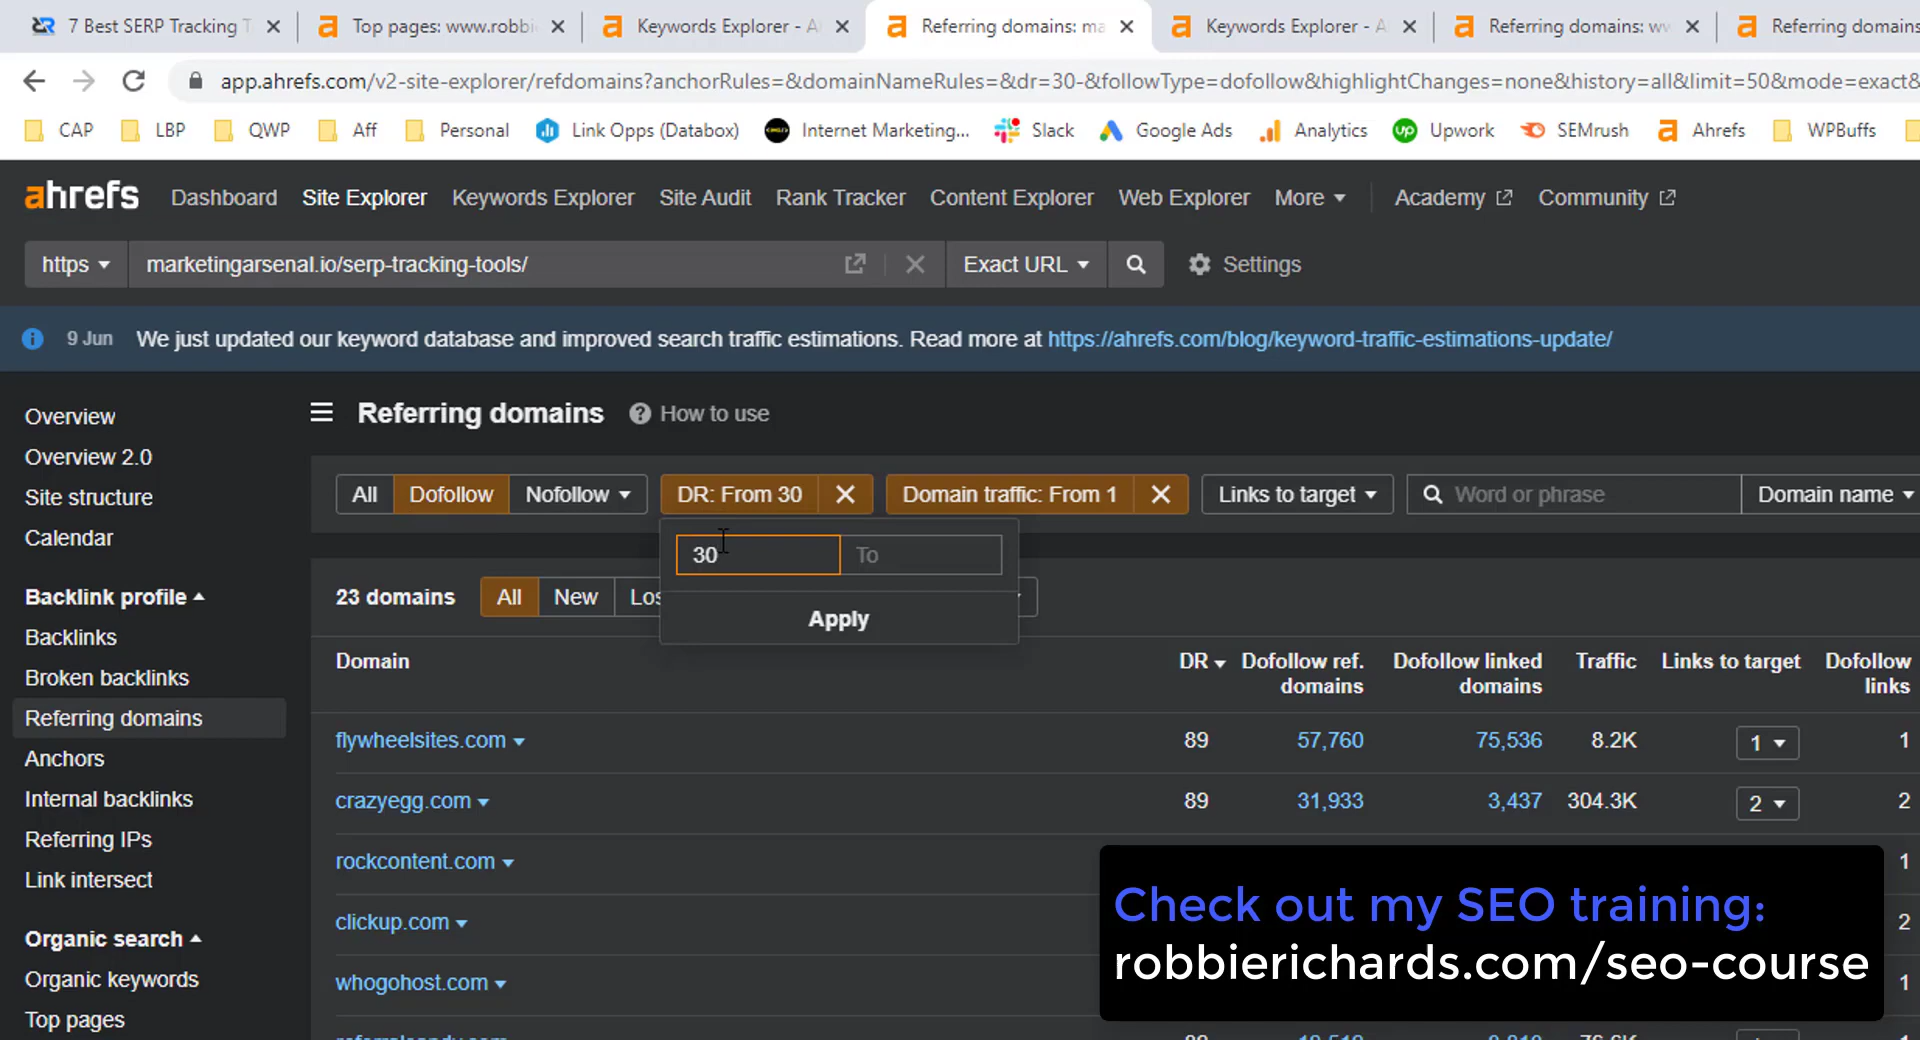 7 Best SERP Tracking T
Top pages: www.robbi
Keywords Explorer - A
Referring domains: ma
Keywords Explorer - A
Referring domains: w
Referring domains
app.ahrefs.com/v2-site-explorer/refdomains?anchorRules=&domainNameRules=&dr=30-&followType=dofollow&highlightChanges=none&history=all&limit=50&mode=exact&
CAP LBP QWP Aff Personal Link Opps (Databox) Internet Marketing... Slack Google Ads Analytics Upwork SEMrush Ahrefs WPBuffs
ahrefs Dashboard Site Explorer Keywords Explorer Site Audit Rank Tracker Content Explorer Web Explorer More Academy Community
https marketingarsenal.io/serp-tracking-tools/ Exact URL Settings
9 Jun We just updated our keyword database and improved search traffic estimations. Read more at https://ahrefs.com/blog/keyword-traffic-estimations-update/
Overview
Overview 2.0
Site structure
Calendar
Backlink profile
Backlinks
Broken backlinks
Referring domains
Anchors
Internal backlinks
Referring IPs
Link intersect
Organic search
Organic keywords
Top pages
Referring domains How to use
All Dofollow Nofollow DR: From 30 Domain traffic: From 1 Links to target Word or phrase Domain name
30 To
Apply
23 domains All New Los
Domain DR Dofollow ref. domains Dofollow linked domains Traffic Links to target Dofollow links
flywheelsites.com 89 57,760 75,536 8.2K 1 1
crazyegg.com 89 31,933 3,437 304.3K 2 2
rockcontent.com 1
clickup.com 2
whogohost.com 1
Check out my SEO training:
robbierichards.com/seo-course